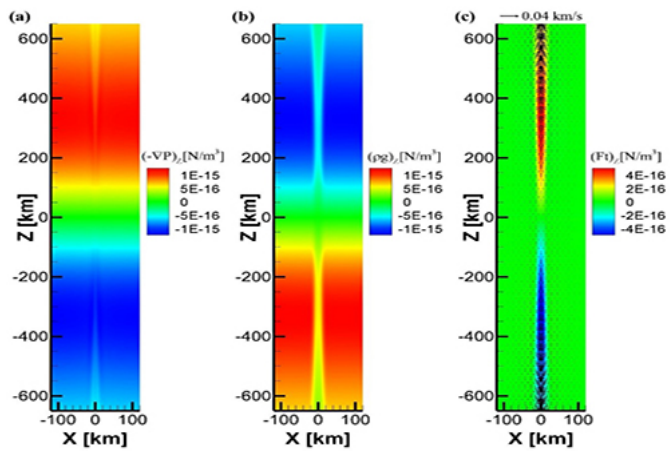 (a)
(b)
(c)
0.04 km/s
600
400
200
0
-200
-400
-600
Z [km]
-100
0
100
X [km]
(-∇P)Z[N/m³]
1E-15
5E-16
0
-5E-16
-1E-15
600
400
200
0
-200
-400
-600
Z [km]
-100
0
100
X [km]
(ρg)Z[N/m³]
1E-15
5E-16
0
-5E-16
-1E-15
600
400
200
0
-200
-400
-600
Z [km]
-100
0
100
X [km]
(Ft)Z[N/m³]
4E-16
2E-16
0
-2E-16
-4E-16